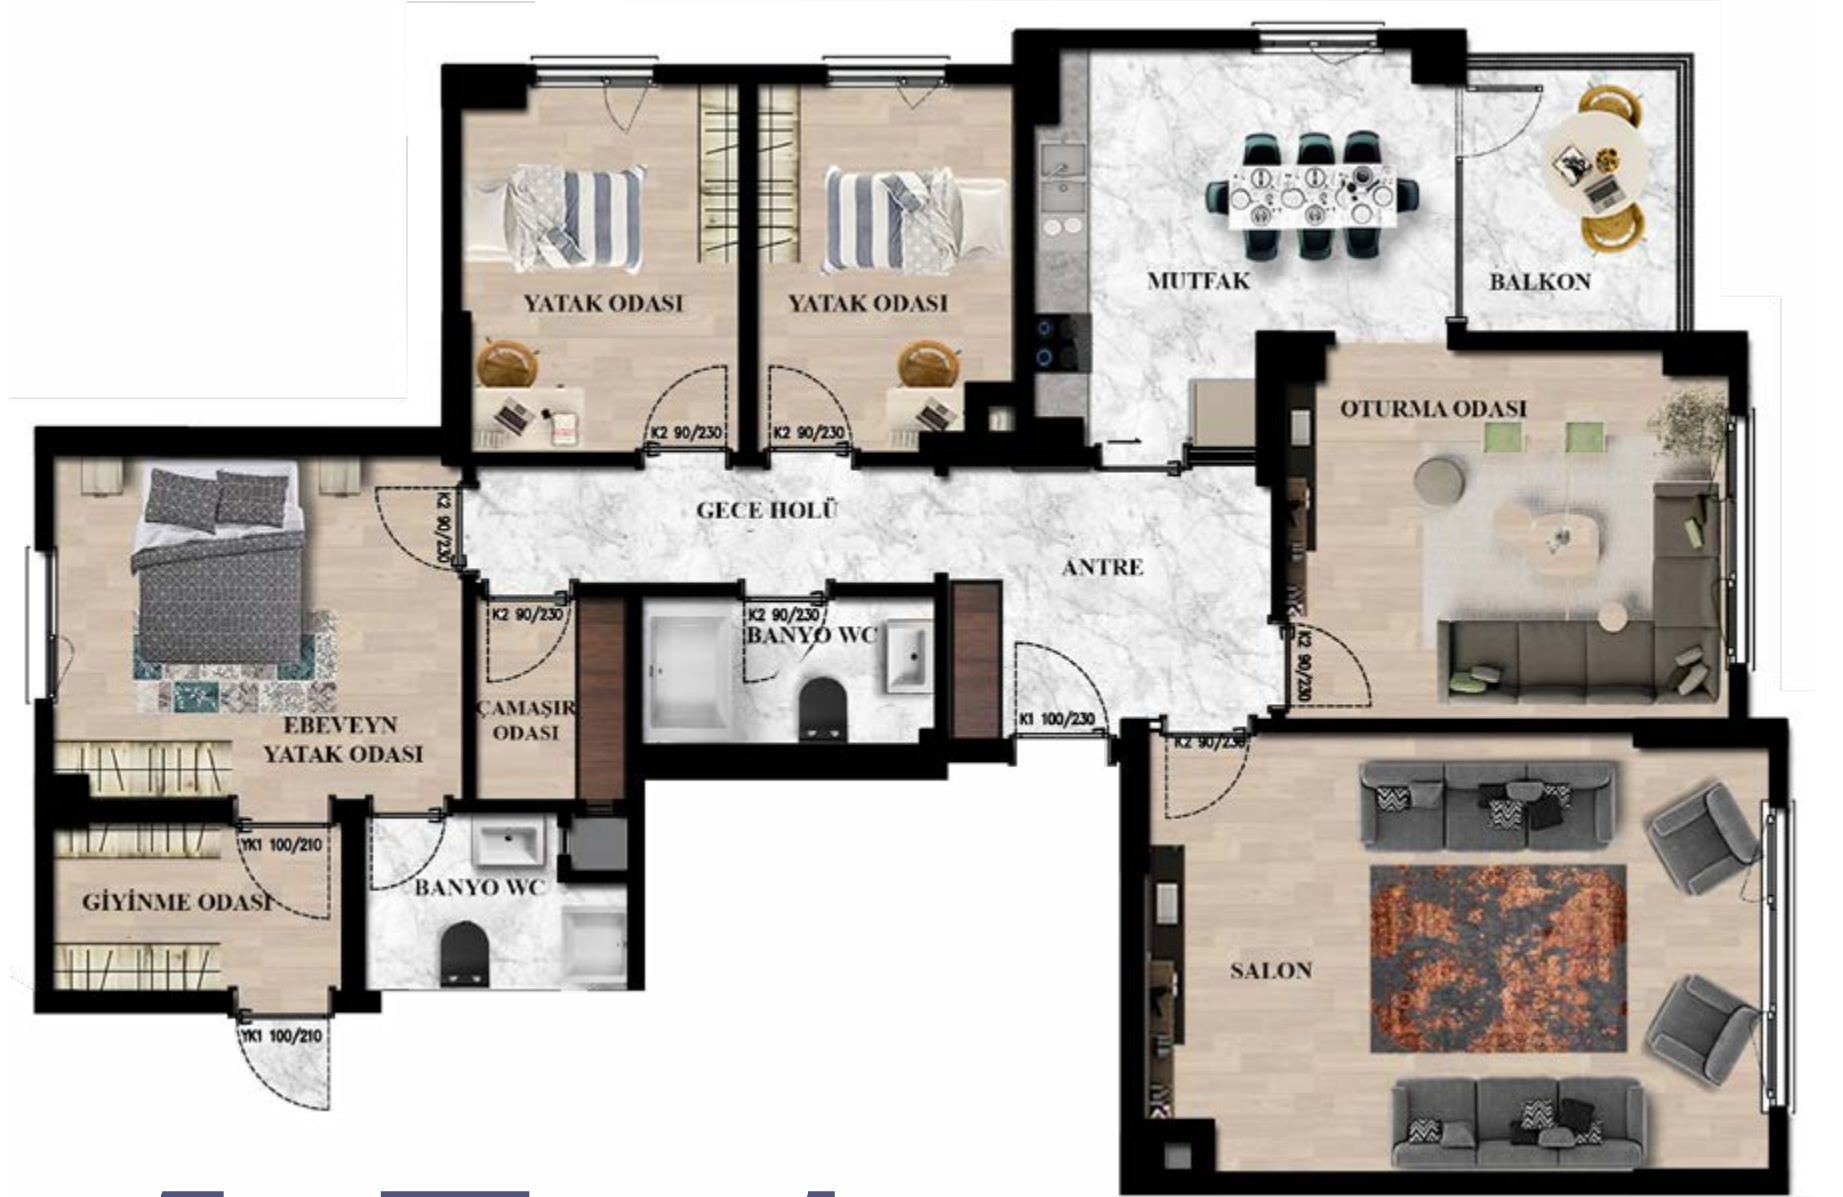 YATAK ODASI
YATAK ODASI
MUTFAK
BALKON
K2 90/230
K2 90/230
OTURMA ODASI
K2 90/230
GECE HOLÜ
ANTRE
K2 90/230
K2 90/230
BANYO WC
K2 90/230
EBEVEYN
YATAK ODASI
ÇAMAŞIR
ODASI
K1 100/230
K2 90/230
YK1 100/210
GİYİNME ODASI
BANYO WC
SALON
YK1 100/210